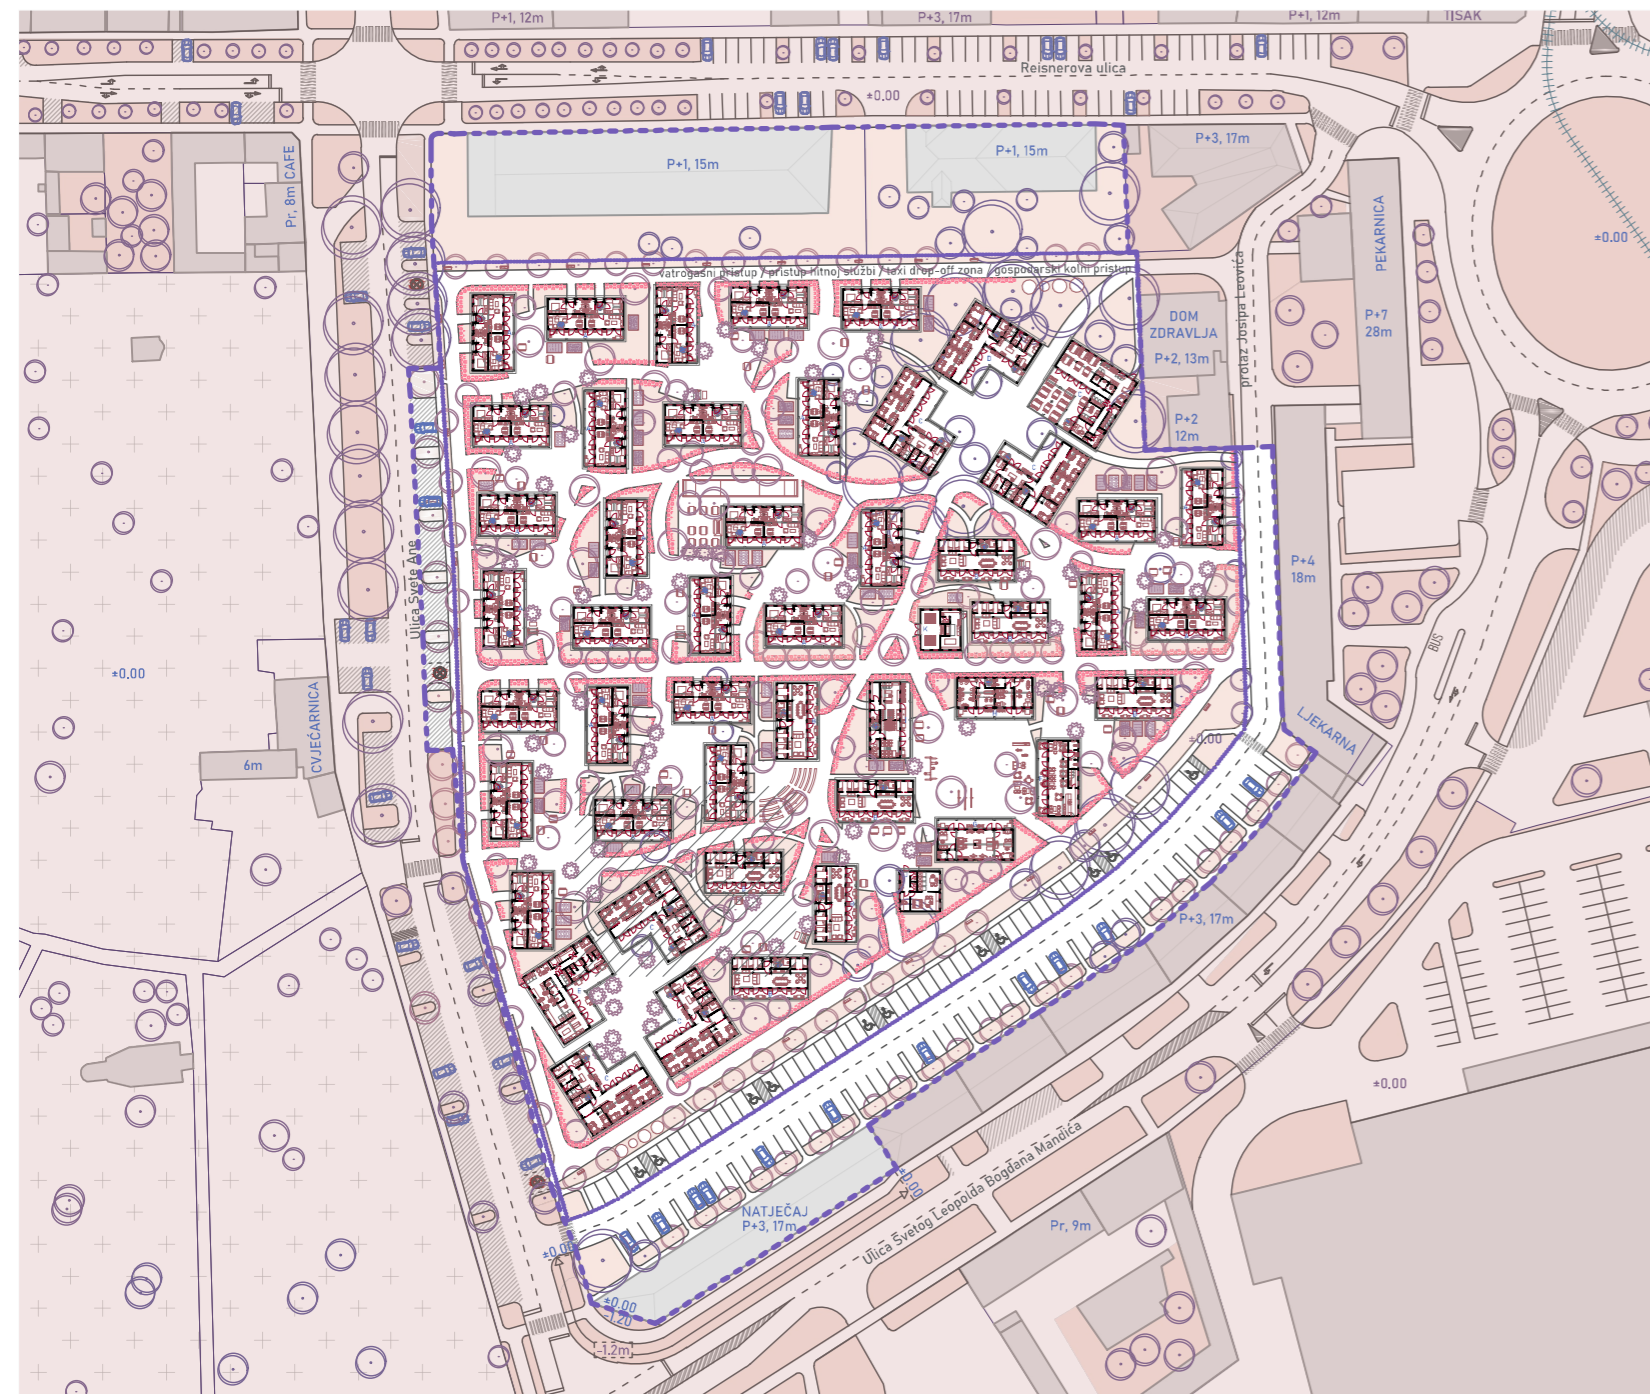 P+1, 12m
P+3, 17m
P+1, 12m
TISAK
Reisnerova ulica
±0.00
Pr, 8m CAFE
P+1, 15m
P+1, 15m
P+3, 17m
PEKARNICA
P+7
28m
±0.00
vatrogasni pristup / pristup hitnoj službi / taxi drop-off zona / gospodarski kolni pristup
prolaz Josipa Leovića
DOM
ZDRAVLJA
P+2, 13m
P+2
12m
Ulica Svete Ane
P+4
18m
BUS
±0.00
CVJEĆARNICA
6m
LJEKARNA
±0.00
P+3, 17m
±0.00
Ulica Svetog Leopolda Bogdana Mandića
±0.00
NATJEČAJ
P+3, 17m
Pr, 9m
±0.00
±0.00
-1.20
-1.2m